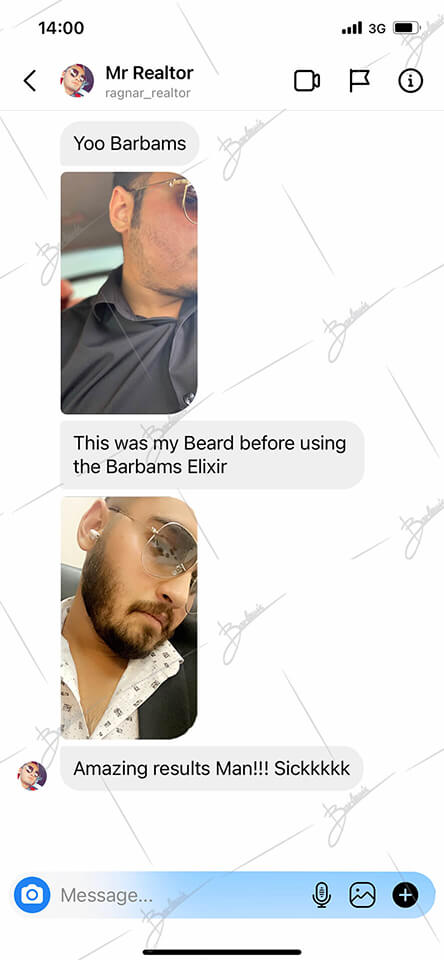 14:00
3G
Mr Realtor
ragnar_realtor
Yoo Barbams
This was my Beard before using
the Barbams Elixir
Amazing results Man!!! Sickkkkk
Message...